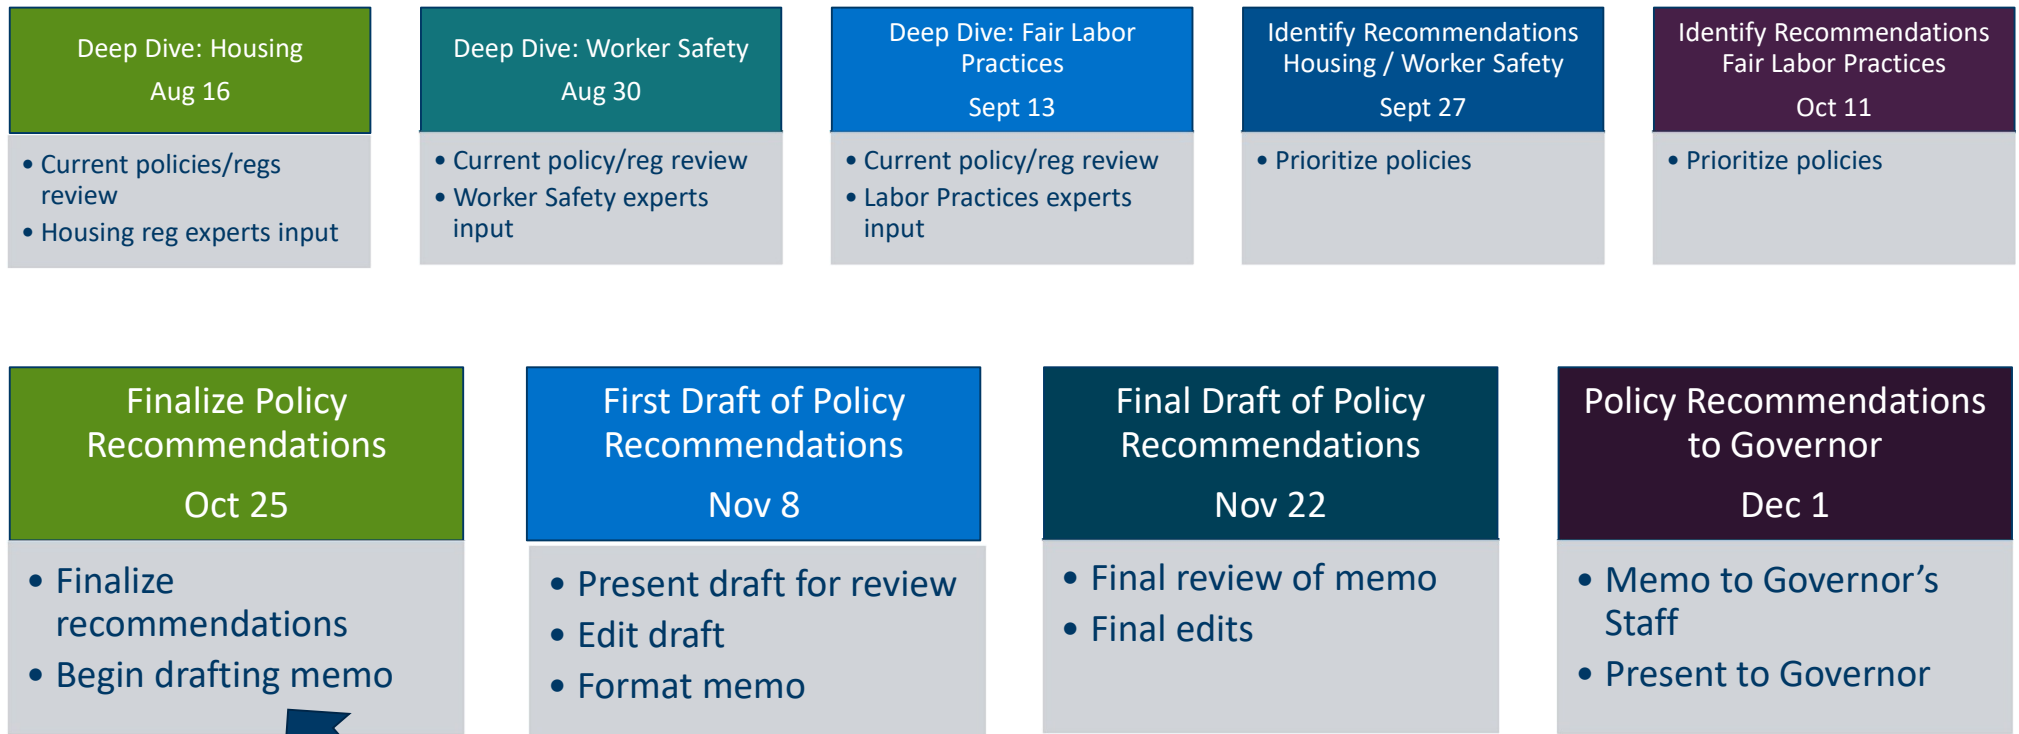 Deep Dive: Housing
Aug 16
• Current policies/regs
review
• Housing reg experts input
Deep Dive: Worker Safety
Aug 30
• Current policy/reg review
• Worker Safety experts
input
Deep Dive: Fair Labor
Practices
Sept 13
• Current policy/reg review
• Labor Practices experts
input
Identify Recommendations
Housing / Worker Safety
Sept 27
• Prioritize policies
Identify Recommendations
Fair Labor Practices
Oct 11
• Prioritize policies
Finalize Policy
Recommendations
Oct 25
• Finalize
recommendations
• Begin drafting memo
First Draft of Policy
Recommendations
Nov 8
• Present draft for review
• Edit draft
• Format memo
Final Draft of Policy
Recommendations
Nov 22
• Final review of memo
• Final edits
Policy Recommendations
to Governor
Dec 1
• Memo to Governor’s
Staff
• Present to Governor